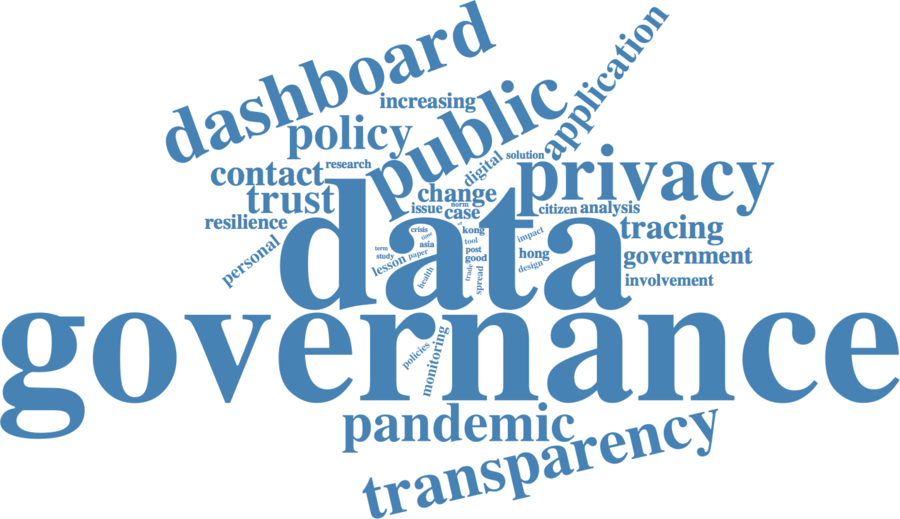 dashboard
increasing
application
policy
public
research
digital
solution
contact
privacy
trust
change
norm
issue
case
citizen
analysis
resilience
data
tracing
crisis
time
kong
impact
personal
term
study
asia
tool
post
good
hong
government
lesson
paper
health
trade
spread
design
involvement
governance
policies
monitoring
pandemic
transparency